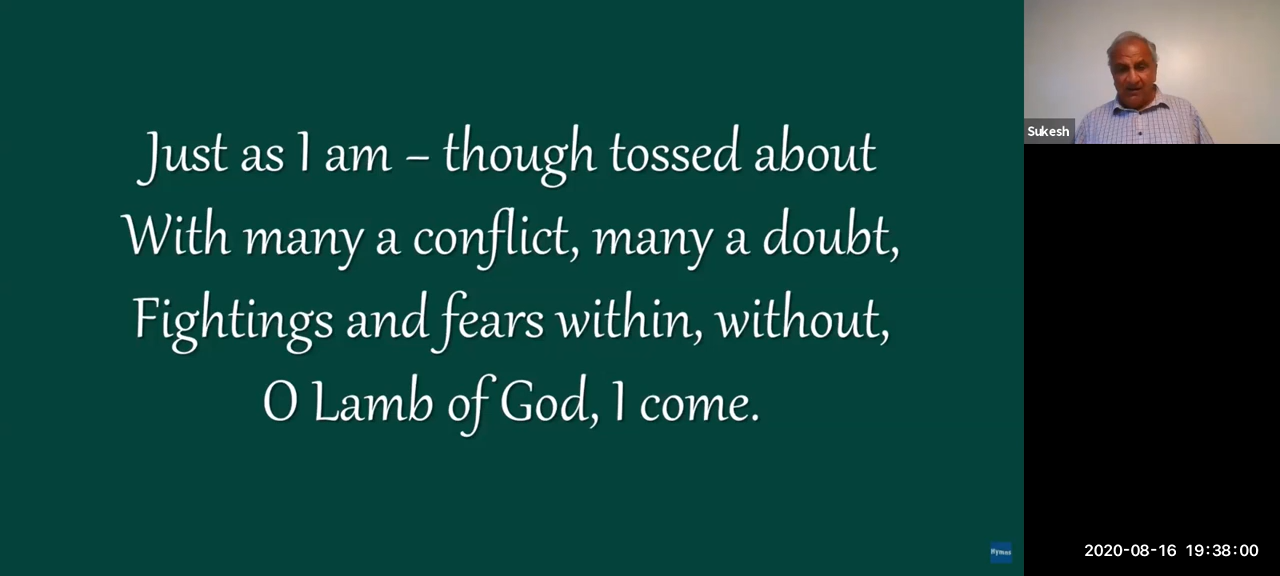 Just as I am – though tossed about
With many a conflict, many a doubt,
Fightings and fears within, without,
O Lamb of God, I come.
Sukesh
Hymns
2020-08-16 19:38:00